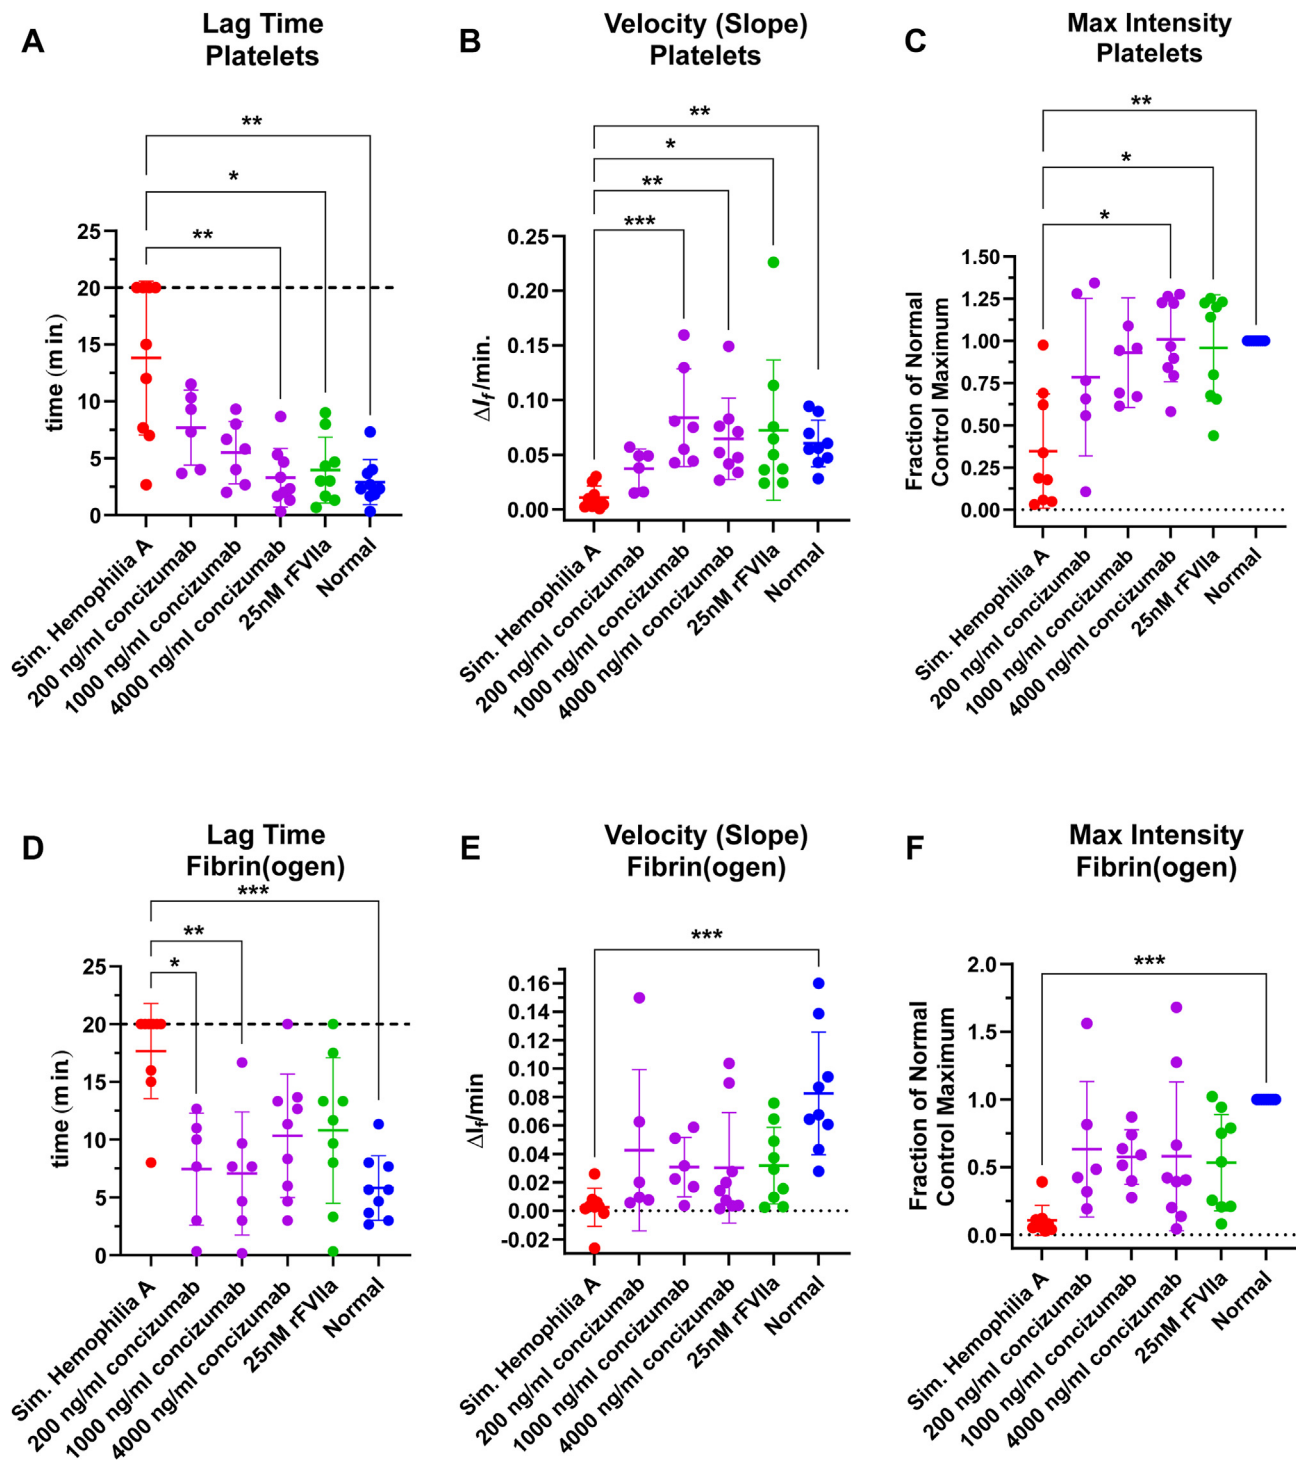 A
Lag Time
Platelets
**
*
**
25
20
15
10
5
0
time (min.)
Sim. Hemophilia A
200 ng/ml concizumab
1000 ng/ml concizumab
4000 ng/ml concizumab
25nM rFVIIa
Normal
B
Velocity (Slope)
Platelets
**
*
**
***
0.25
0.20
0.15
0.10
0.05
0.00
ΔIf/min.
Sim. Hemophilia A
200 ng/ml concizumab
1000 ng/ml concizumab
4000 ng/ml concizumab
25nM rFVIIa
Normal
C
Max Intensity
Platelets
**
*
*
1.50
1.25
1.00
0.75
0.50
0.25
0.00
Fraction of Normal
Control Maximum
Sim. Hemophilia A
200 ng/ml concizumab
1000 ng/ml concizumab
4000 ng/ml concizumab
25nM rFVIIa
Normal
D
Lag Time
Fibrin(ogen)
***
**
*
25
20
15
10
5
0
time (min.)
Sim. Hemophilia A
200 ng/ml concizumab
1000 ng/ml concizumab
4000 ng/ml concizumab
25nM rFVIIa
Normal
E
Velocity (Slope)
Fibrin(ogen)
***
0.16
0.14
0.12
0.10
0.08
0.06
0.04
0.02
0.00
-0.02
ΔIf/min
Sim. Hemophilia A
200 ng/ml concizumab
1000 ng/ml concizumab
4000 ng/ml concizumab
25nM rFVIIa
Normal
F
Max Intensity
Fibrin(ogen)
***
2.0
1.5
1.0
0.5
0.0
Fraction of Normal
Control Maximum
Sim. Hemophilia A
200 ng/ml concizumab
1000 ng/ml concizumab
4000 ng/ml concizumab
25nM rFVIIa
Normal